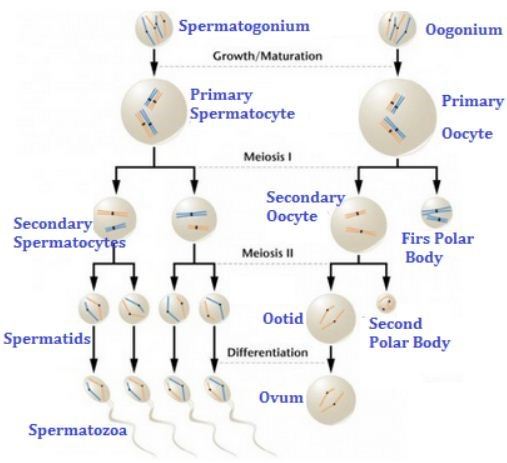 Spermatogonium
Oogonium
Growth/Maturation
Primary
Spermatocyte
Primary
Oocyte
Meiosis I
Secondary
Spermatocytes
Secondary
Oocyte
Firs Polar
Body
Meiosis II
Spermatids
Ootid
Second
Polar Body
Differentiation
Ovum
Spermatozoa